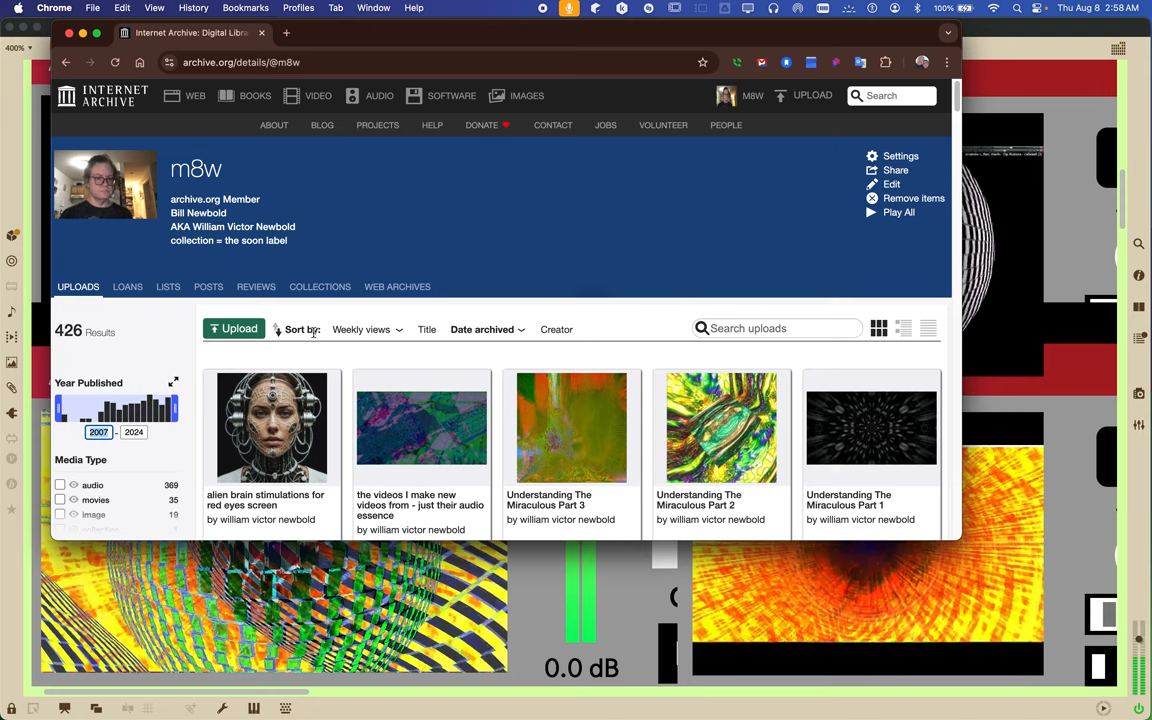 Chrome File Edit View History Bookmarks Profiles Tab Window Help 100% Thu Aug 8 2:58 AM
400%
Internet Archive: Digital Libra
archive.org/details/@m8w
INTERNET ARCHIVE
WEB BOOKS VIDEO AUDIO SOFTWARE IMAGES M8W UPLOAD Search
ABOUT BLOG PROJECTS HELP DONATE CONTACT JOBS VOLUNTEER PEOPLE
m8w
archive.org Member
Bill Newbold
AKA William Victor Newbold
collection = the soon label
Settings
Share
Edit
Remove items
Play All
UPLOADS LOANS LISTS POSTS REVIEWS COLLECTIONS WEB ARCHIVES
426 Results
Upload Sort by: Weekly views Title Date archived Creator Search uploads
Year Published
2007 - 2024
Media Type
audio 369
movies 35
image 19
alien brain stimulations for
red eyes screen
by william victor newbold
the videos I make new
videos from - just their audio
essence
by william victor newbold
Understanding The
Miraculous Part 3
by william victor newbold
Understanding The
Miraculous Part 2
by william victor newbold
Understanding The
Miraculous Part 1
by william victor newbold
0.0 dB